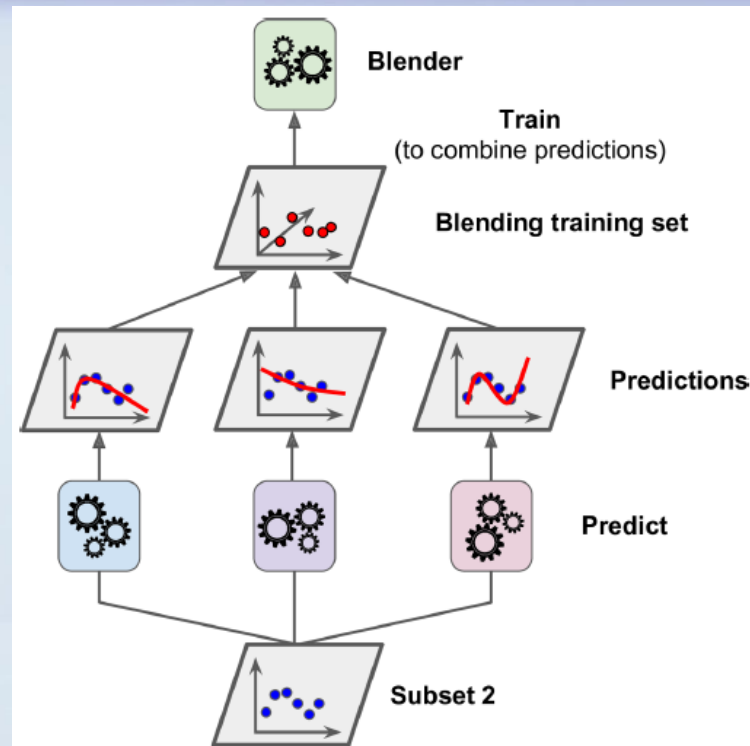 Blender
Train
(to combine predictions)
Blending training set
Predictions
Predict
Subset 2